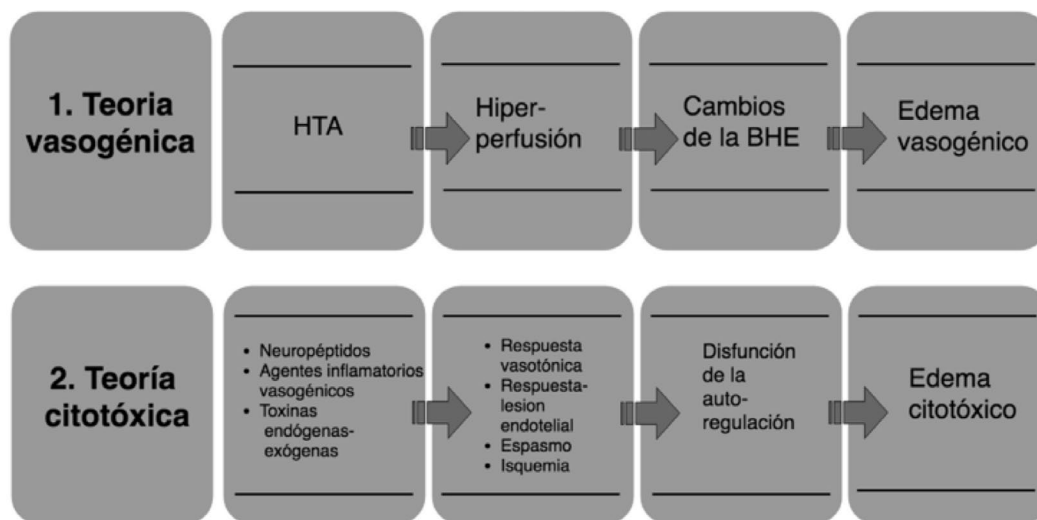 1. Teoria
vasogénica
HTA
Hiper-
perfusión
Cambios
de la BHE
Edema
vasogénico
2. Teoría
citotóxica
• Neuropéptidos
• Agentes inflamatorios
vasogénicos
• Toxinas
endógenas-
exógenas
• Respuesta
vasotónica
• Respuesta-
lesion
endotelial
• Espasmo
• Isquemia
Disfunción
de la
auto-
regulación
Edema
citotóxico